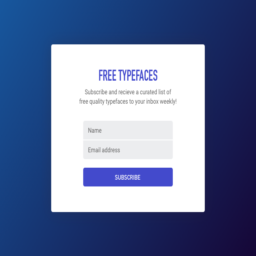 FREE TYPEFACES
Subscribe and recieve a curated list of
free quality typefaces to your inbox weekly!
Name
Email address
SUBSCRIBE